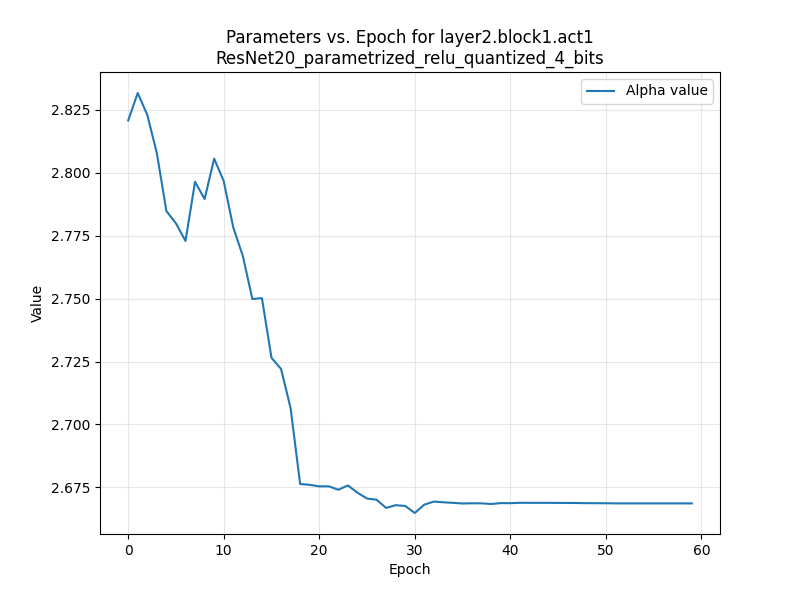 Parameters vs. Epoch for layer2.block1.act1
ResNet20_parametrized_relu_quantized_4_bits
Alpha value
2.825
2.800
2.775
2.750
2.725
2.700
2.675
Value
0 10 20 30 40 50 60
Epoch